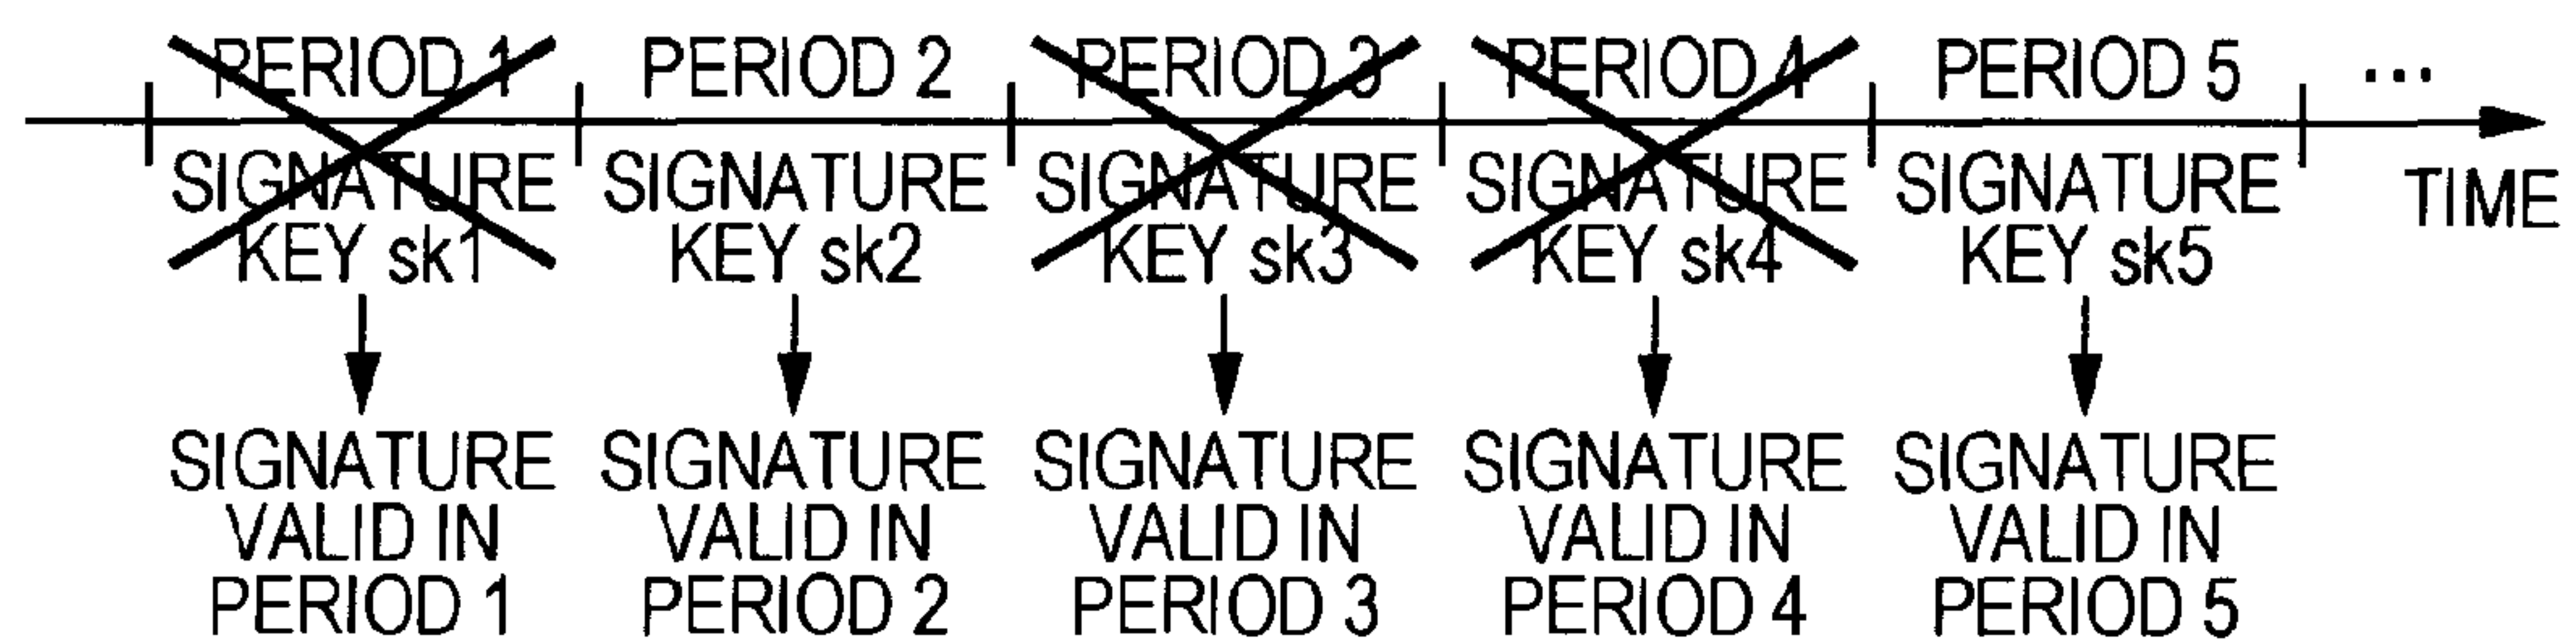 PERIOD 1 PERIOD 2 PERIOD 3 PERIOD 4 PERIOD 5 ...
SIGNATURE SIGNATURE SIGNATURE SIGNATURE SIGNATURE
TIME
KEY sk1 KEY sk2 KEY sk3 KEY sk4 KEY sk5
SIGNATURE SIGNATURE SIGNATURE SIGNATURE SIGNATURE
VALID IN VALID IN VALID IN VALID IN VALID IN
PERIOD 1 PERIOD 2 PERIOD 3 PERIOD 4 PERIOD 5